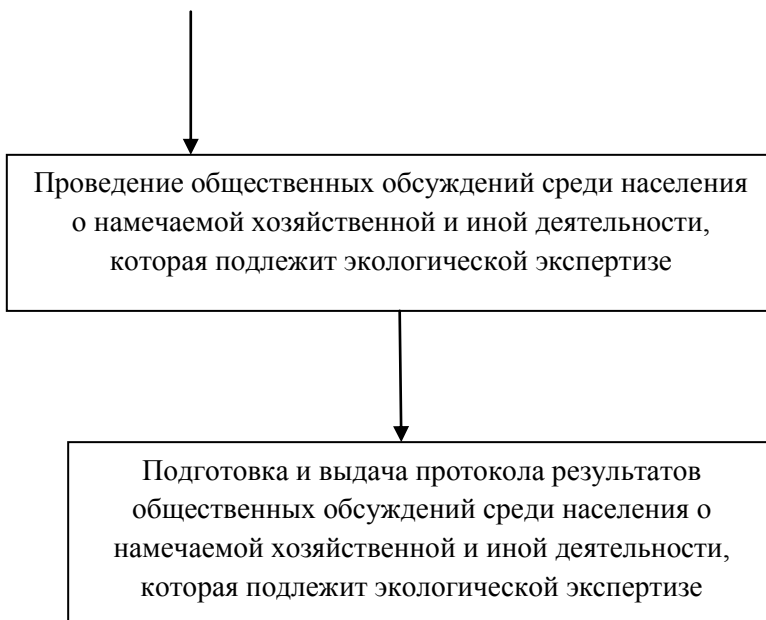 Проведение общественных обсуждений среди населения
о намечаемой хозяйственной и иной деятельности,
которая подлежит экологической экспертизе
Подготовка и выдача протокола результатов
общественных обсуждений среди населения о
намечаемой хозяйственной и иной деятельности,
которая подлежит экологической экспертизе